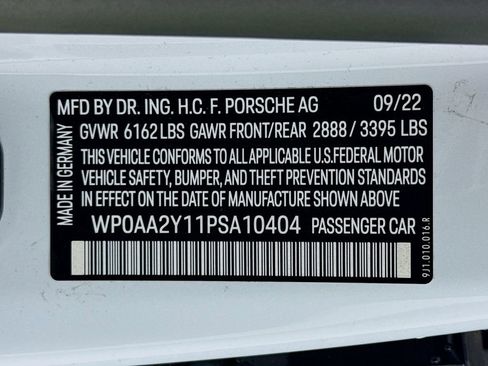 MFD BY DR. ING. H.C. F. PORSCHE AG 09/22
GVWR 6162 LBS GAWR FRONT/REAR 2888 / 3395 LBS
THIS VEHICLE CONFORMS TO ALL APPLICABLE U.S.FEDERAL MOTOR
VEHICLE SAFETY, BUMPER, AND THEFT PREVENTION STANDARDS
IN EFFECT ON THE DATE OF MANUFACTURE SHOWN ABOVE
WP0AA2Y11PSA10404 PASSENGER CAR
MADE IN GERMANY
9J1.010.016.R